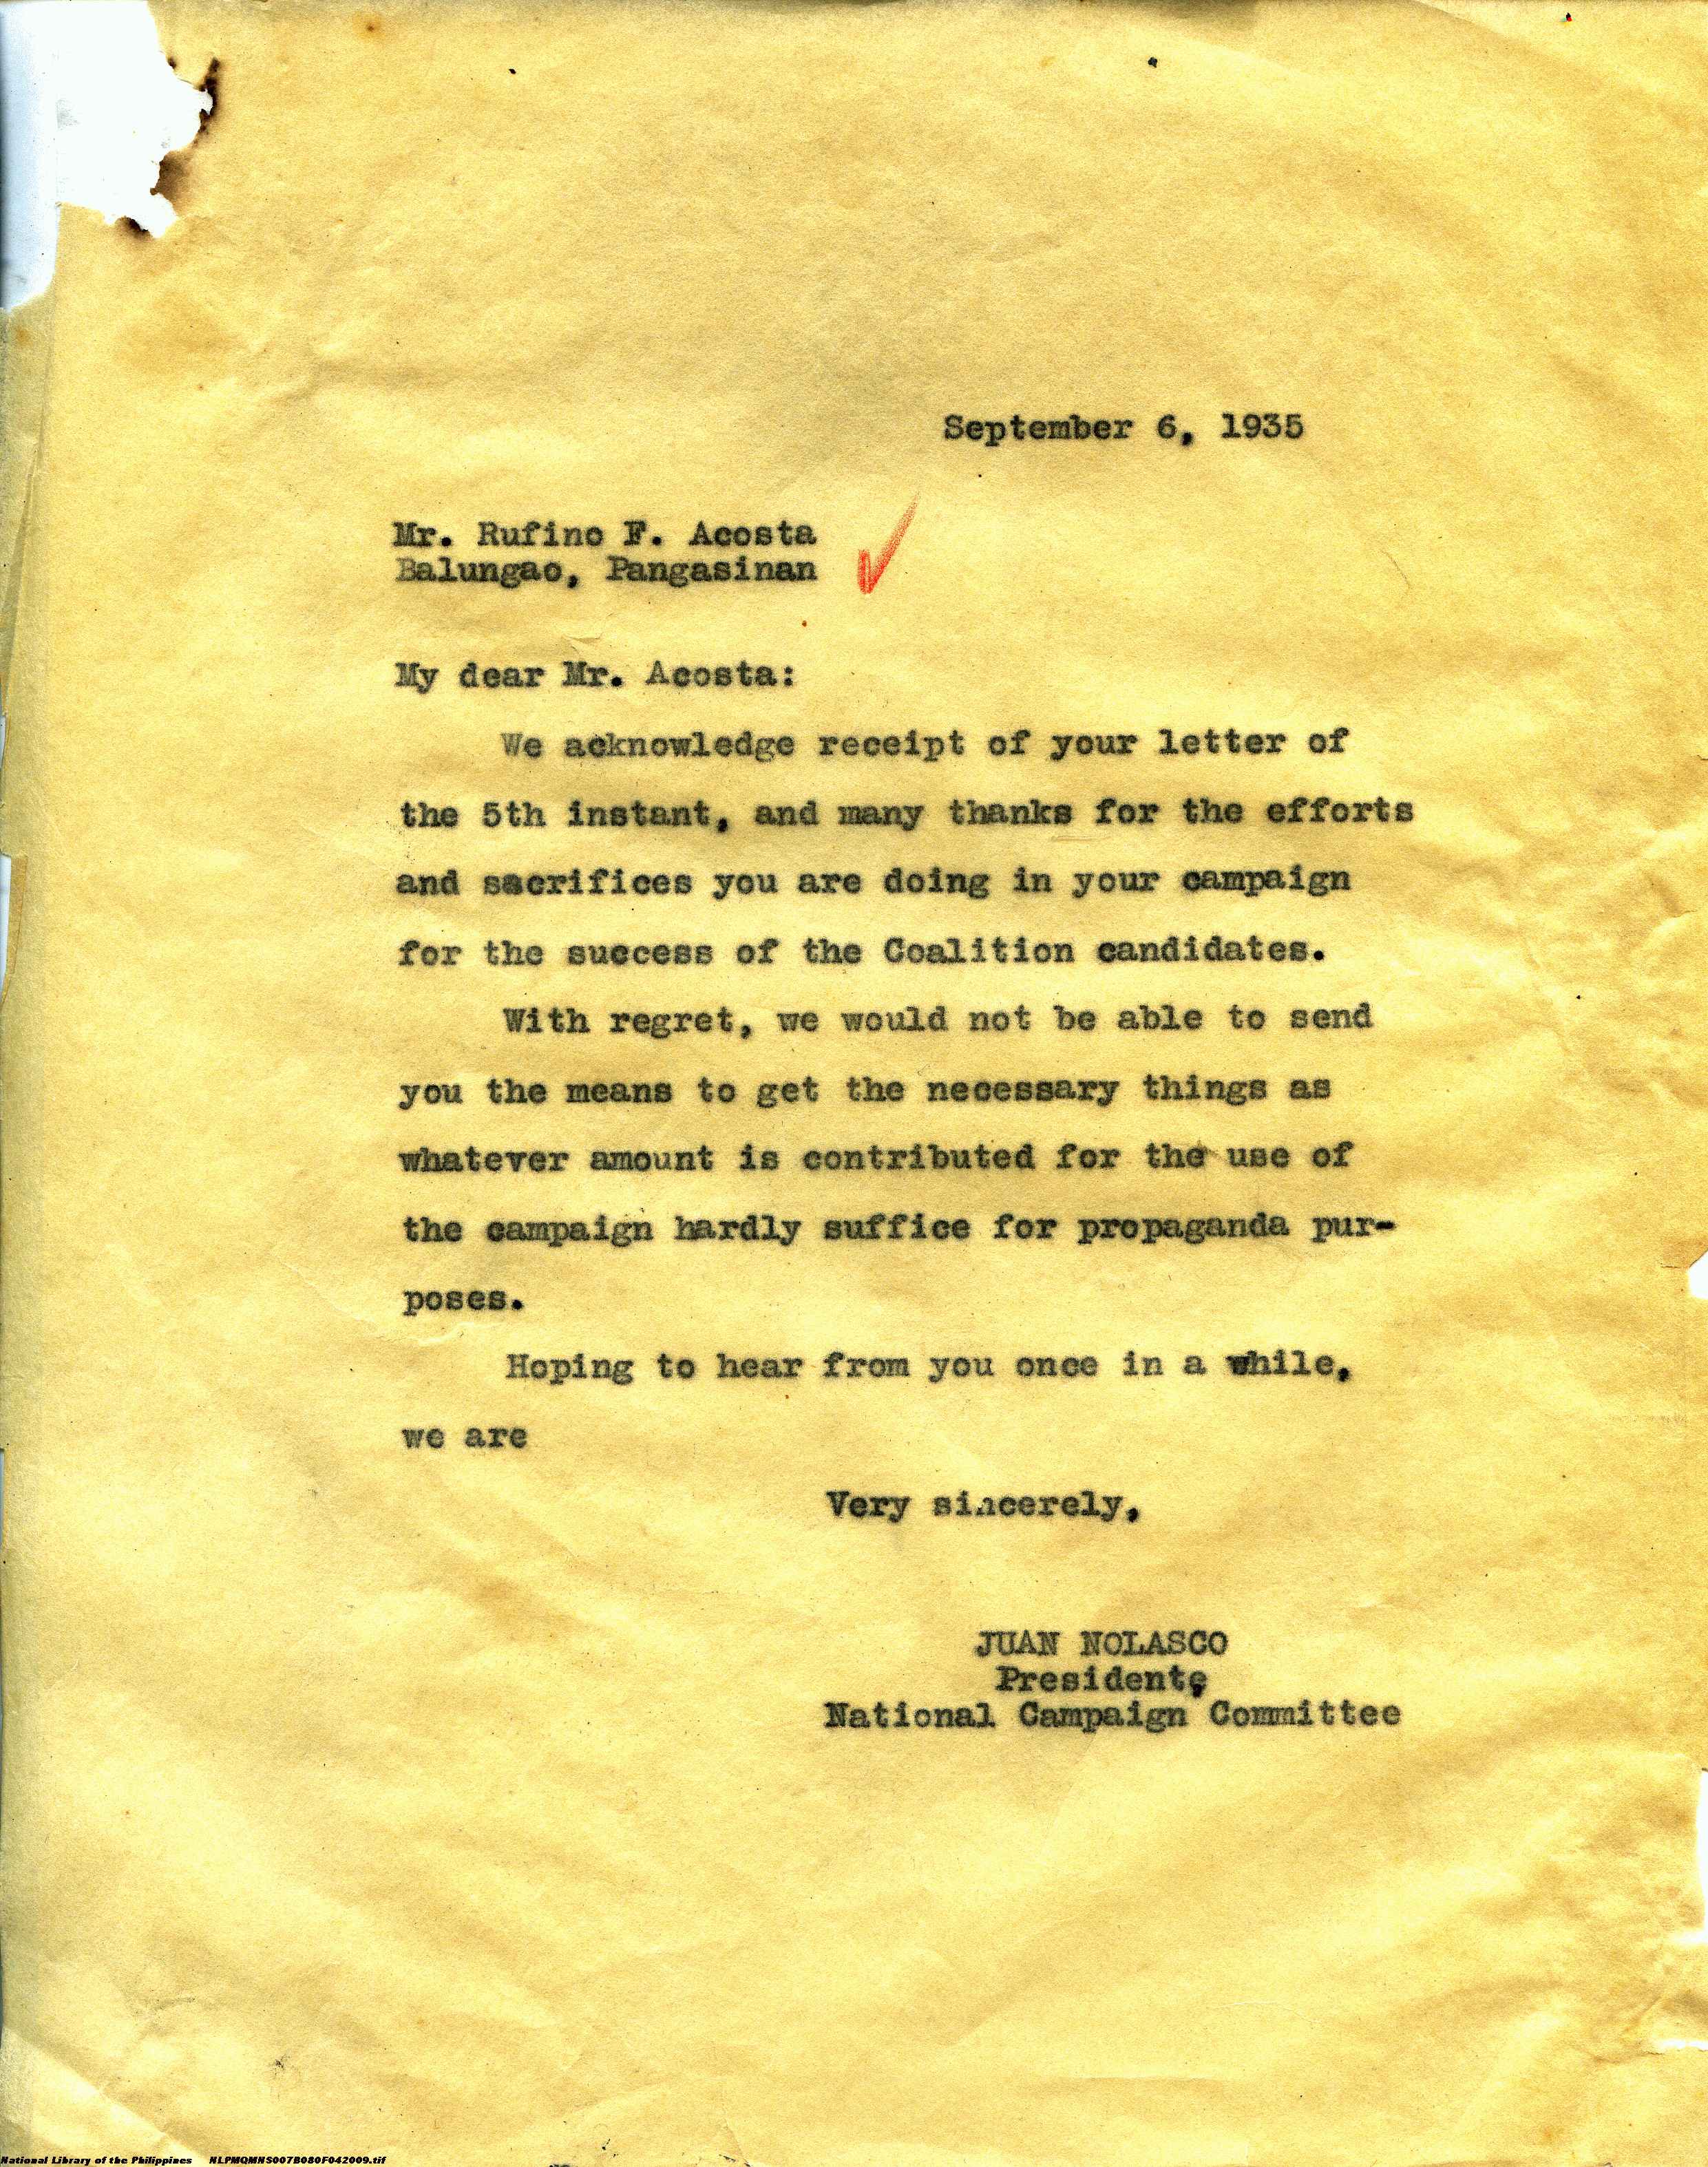 September 6, 1935
Mr. Rufino F. Acosta
Balungao, Pangasinan
My dear Mr. Acosta:
We acknowledge receipt of your letter of
the 5th instant, and many thanks for the efforts
and sacrifices you are doing in your campaign
for the success of the Coalition candidates.
With regret, we would not be able to send
you the means to get the necessary things as
whatever amount is contributed for the use of
the campaign hardly suffice for propaganda pur-
poses.
Hoping to hear from you once in a while,
we are
Very sincerely,
JUAN NOLASCO
President,
National Campaign Committee
National Library of the Philippines NLPMQMNS007B080F042009.tif